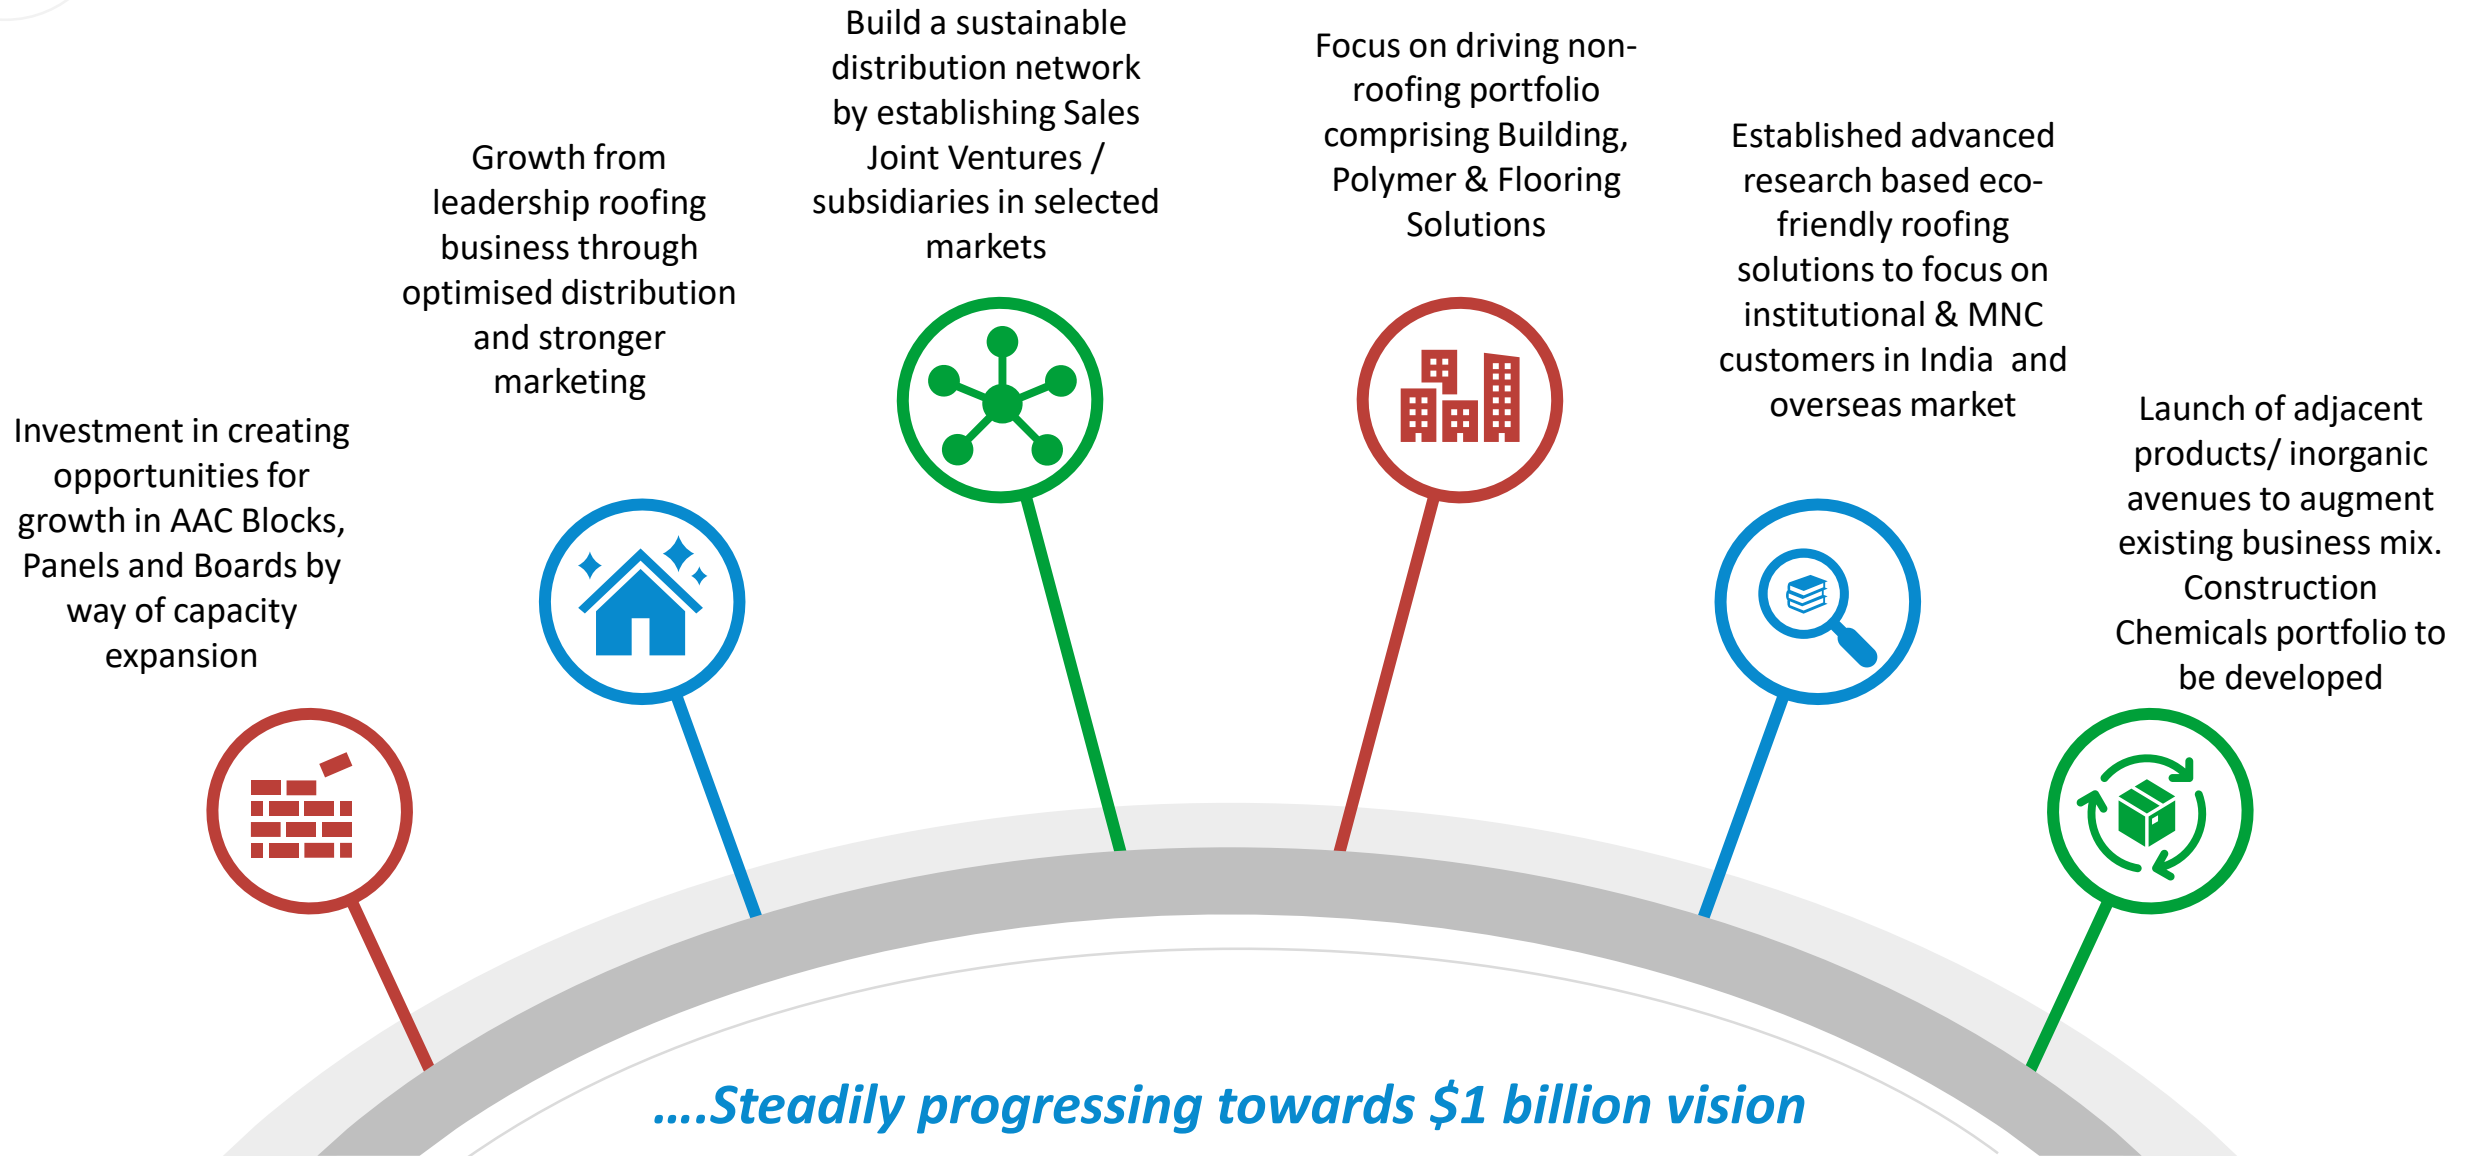 Investment in creating
opportunities for
growth in AAC Blocks,
Panels and Boards by
way of capacity
expansion
Growth from
leadership roofing
business through
optimised distribution
and stronger
marketing
Build a sustainable
distribution network
by establishing Sales
Joint Ventures /
subsidiaries in selected
markets
Focus on driving non-
roofing portfolio
comprising Building,
Polymer & Flooring
Solutions
Established advanced
research based eco-
friendly roofing
solutions to focus on
institutional & MNC
customers in India  and
overseas market
Launch of adjacent
products/ inorganic
avenues to augment
existing business mix.
Construction
Chemicals portfolio to
be developed
....Steadily progressing towards $1 billion vision